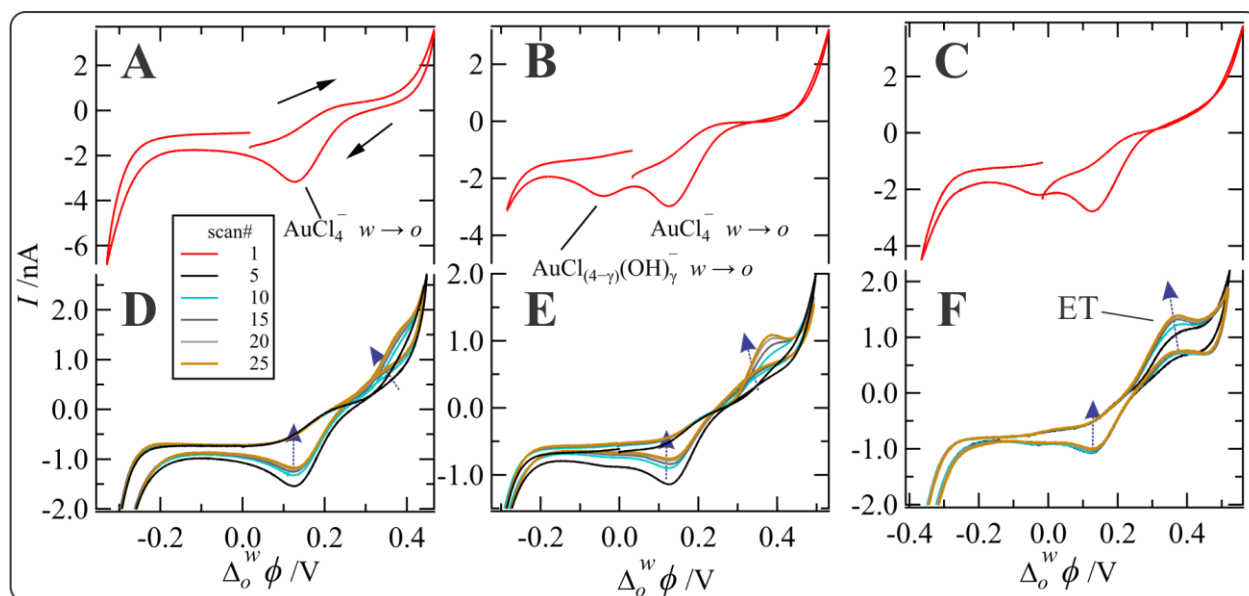 A
B
C
2
0
-2
-4
-6
2
0
-2
2
0
-2
-4
AuCl₄⁻ w → o
AuCl₄⁻ w → o
AuCl₍₄₋γ₎(OH)γ⁻ w → o
scan#
1
5
10
15
20
25
I /nA
D
E
F
ET
2.0
1.0
0.0
-1.0
-2.0
2.0
1.0
0.0
-1.0
2.0
1.0
0.0
-1.0
-2.0
-0.2 0.0 0.2 0.4
-0.2 0.0 0.2 0.4
-0.4 -0.2 0.0 0.2 0.4
Δₒʷ ϕ /V
Δₒʷ ϕ /V
Δₒʷ ϕ /V